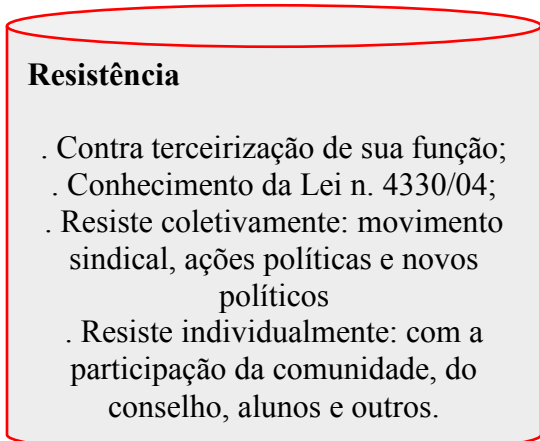 Resistência
. Contra terceirização de sua função;
. Conhecimento da Lei n. 4330/04;
. Resiste coletivamente: movimento
sindical, ações políticas e novos
políticos
. Resiste individualmente: com a
participação da comunidade, do
conselho, alunos e outros.